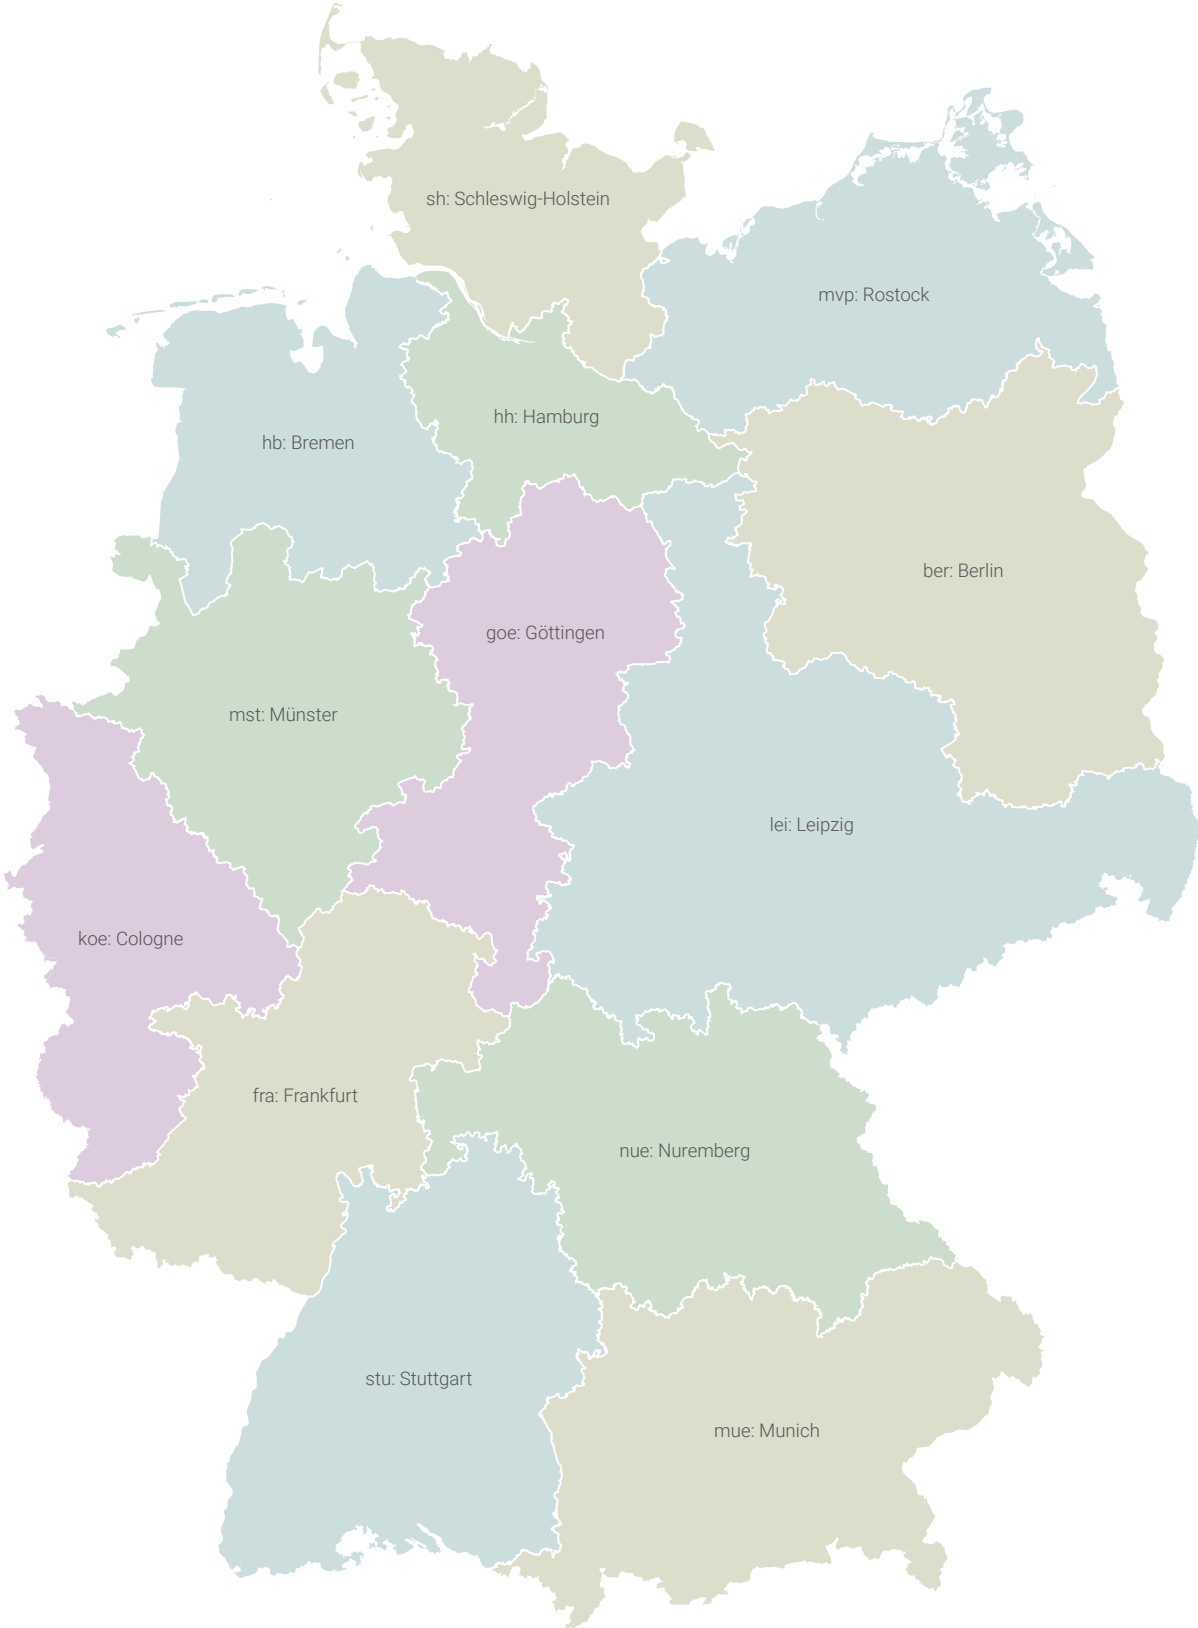 sh: Schleswig-Holstein
mvp: Rostock
hh: Hamburg
hb: Bremen
ber: Berlin
goe: Göttingen
mst: Münster
lei: Leipzig
koe: Cologne
fra: Frankfurt
nue: Nuremberg
stu: Stuttgart
mue: Munich